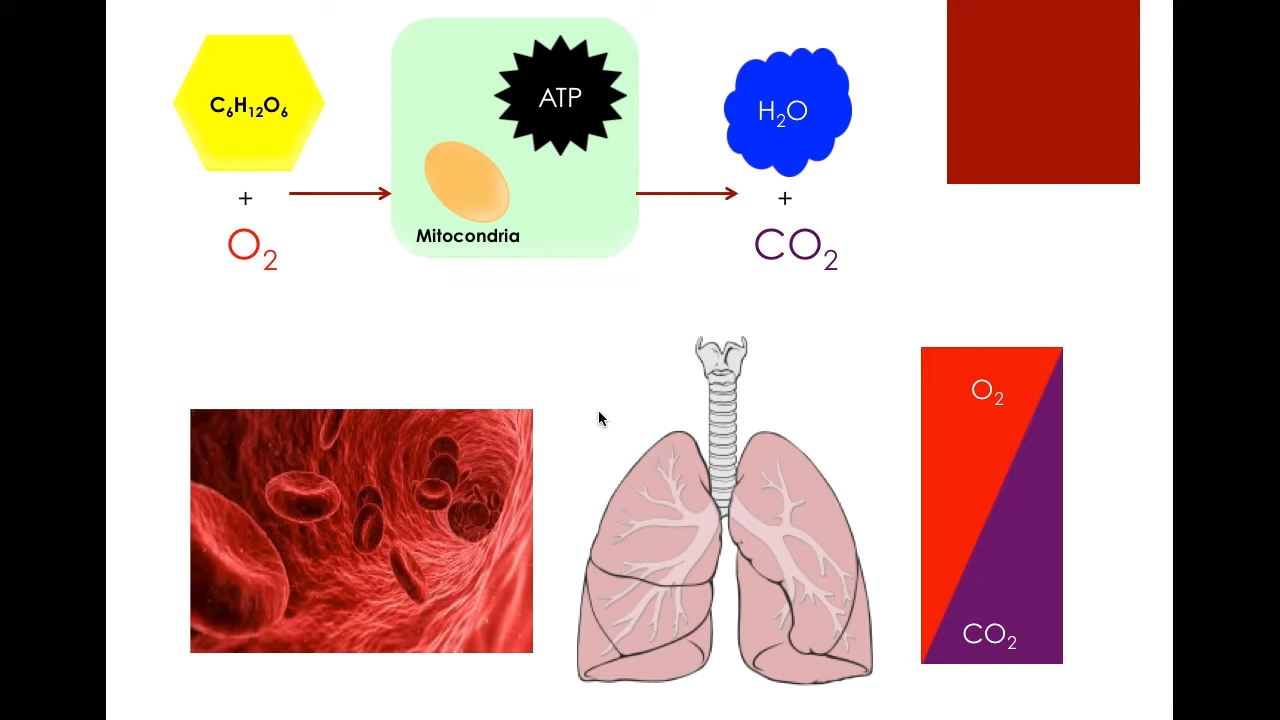 C₆H₁₂O₆
+
O₂
ATP
Mitocondria
H₂O
+
CO₂
O₂
CO₂